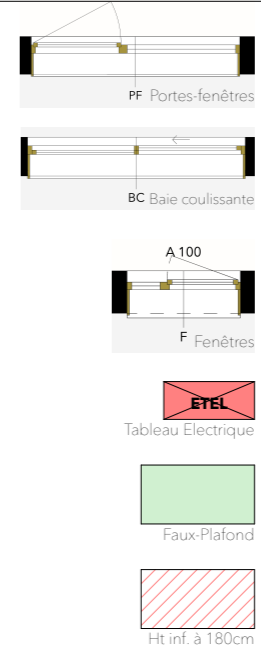 PF Portes-fenêtres
BC Baie coulissante
A 100
F Fenêtres
ETEL
Tableau Electrique
Faux-Plafond
Ht inf. à 180cm